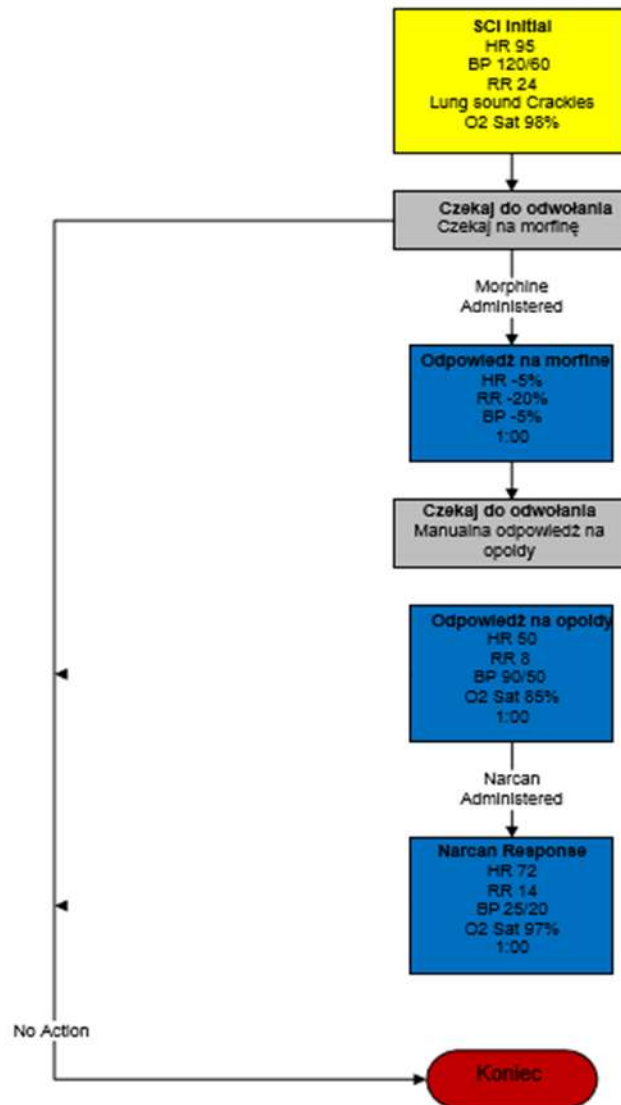 SCI Initial
HR 95
BP 120/60
RR 24
Lung sound Crackles
O2 Sat 98%
Czekaj do odwołania
Czekaj na morfinę
Morphine
Administered
Odpowiedź na morfine
HR -5%
RR -20%
BP -5%
1:00
Czekaj do odwołania
Manualna odpowiedź na
opoidy
Odpowiedź na opoidy
HR 50
RR 8
BP 90/50
O2 Sat 85%
1:00
Narcan
Administered
Narcan Response
HR 72
RR 14
BP 25/20
O2 Sat 97%
1:00
No Action
Koniec